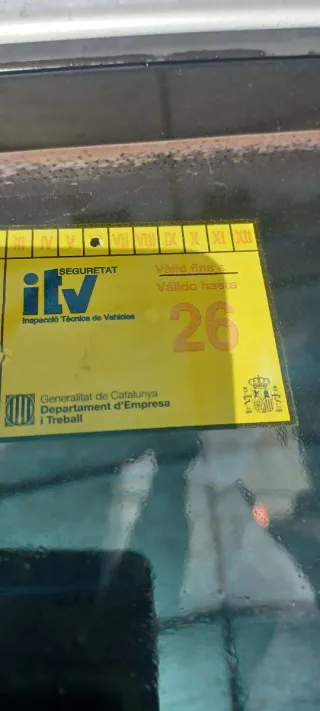 III IV V VII VIII IX X XI XII
SEGURETAT
itv
Inspecció Tècnica de Vehicles
Vàlid fins a
Válido hasta
26
Generalitat de Catalunya
Departament d'Empresa
i Treball